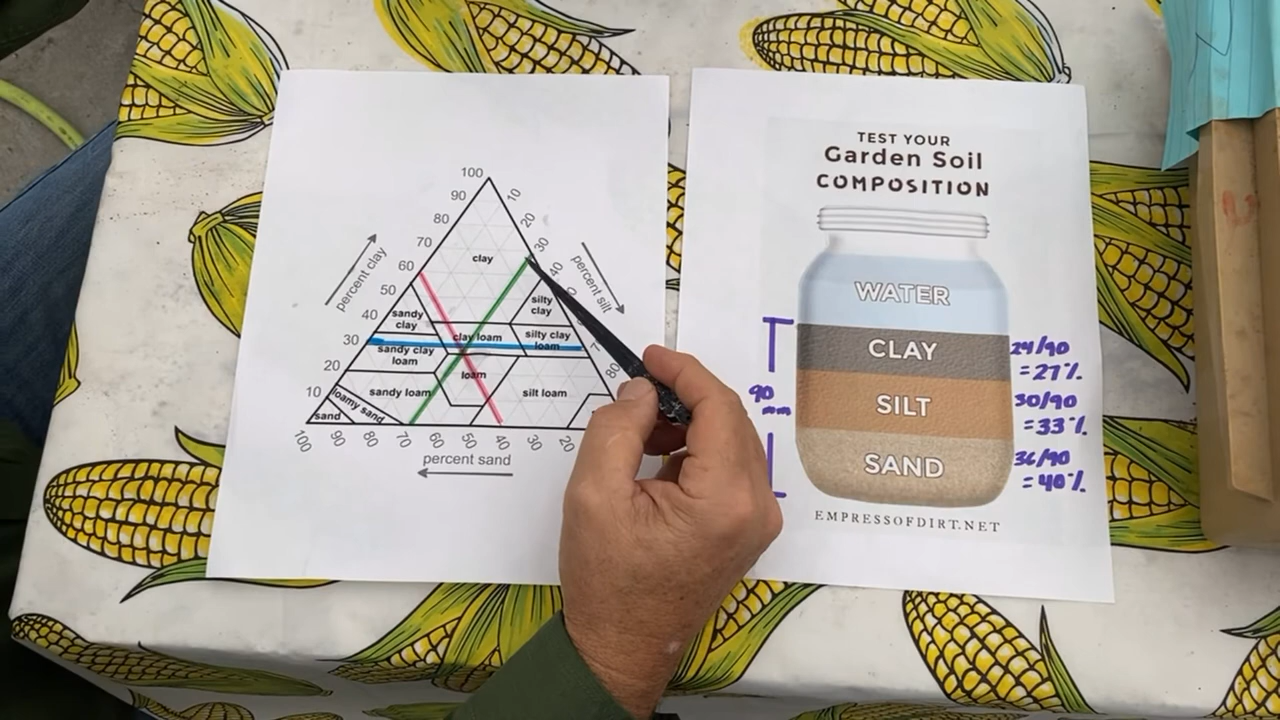 100
90
80
70
60
50
40
30
20
10
percent clay
10
20
30
40
80
percent silt
clay
sandy
clay
silty
clay
clay loam
silty clay
loam
sandy clay
loam
loam
sandy loam
silt loam
loamy sand
sand
100
90
80
70
60
50
40
30
20
percent sand
TEST YOUR
Garden Soil
COMPOSITION
WATER
CLAY
SILT
SAND
EMPRESSOFDIRT.NET
90
mm
24/90
= 27%
30/90
= 33%
36/90
= 40%